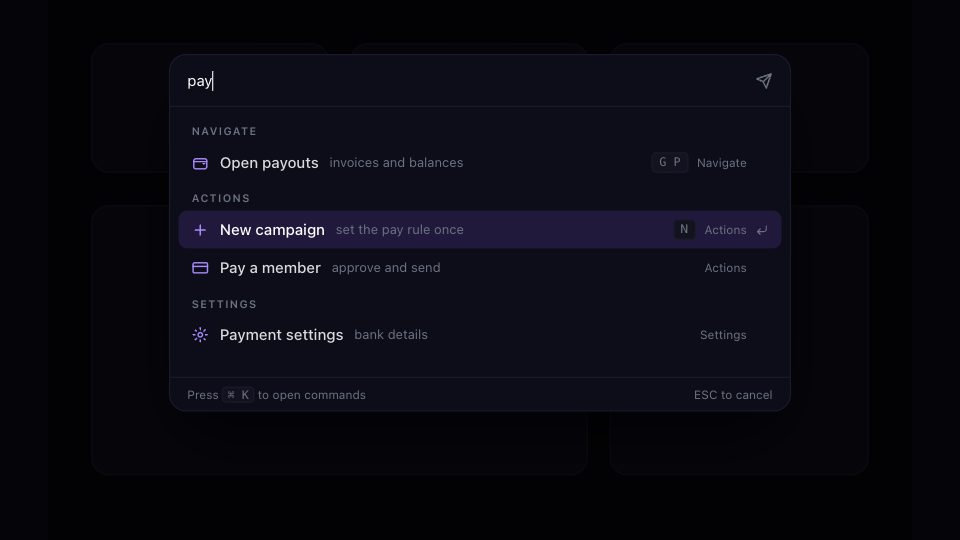 pay
NAVIGATE
Open payouts invoices and balances G P Navigate
ACTIONS
New campaign set the pay rule once N Actions
Pay a member approve and send Actions
SETTINGS
Payment settings bank details Settings
Press ⌘ K to open commands ESC to cancel